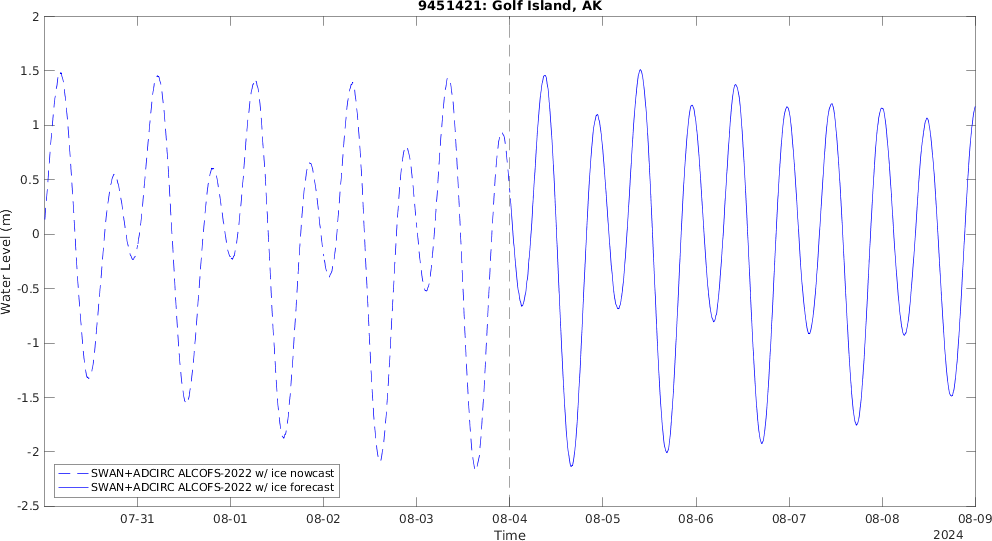 9451421: Golf Island, AK
2
1.5
1
0.5
0
-0.5
-1
-1.5
-2
-2.5
Water Level (m)
SWAN+ADCIRC ALCOFS-2022 w/ ice nowcast
SWAN+ADCIRC ALCOFS-2022 w/ ice forecast
07-31 08-01 08-02 08-03 08-04 08-05 08-06 08-07 08-08 08-09
Time
2024